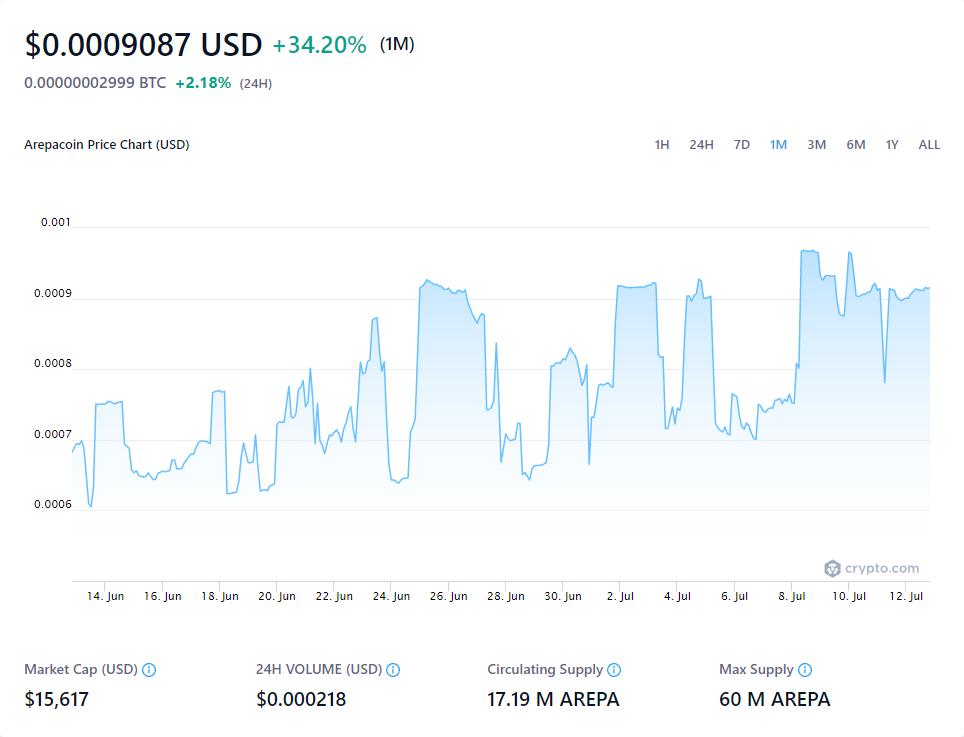 $0.0009087 USD +34.20% (1M)
0.00000002999 BTC +2.18% (24H)
Arepacoin Price Chart (USD)
1H 24H 7D 1M 3M 6M 1Y ALL
0.001
0.0009
0.0008
0.0007
0.0006
crypto.com
14. Jun 16. Jun 18. Jun 20. Jun 22. Jun 24. Jun 26. Jun 28. Jun 30. Jun 2. Jul 4. Jul 6. Jul 8. Jul 10. Jul 12. Jul
Market Cap (USD) 24H VOLUME (USD) Circulating Supply Max Supply
$15,617 $0.000218 17.19 M AREPA 60 M AREPA